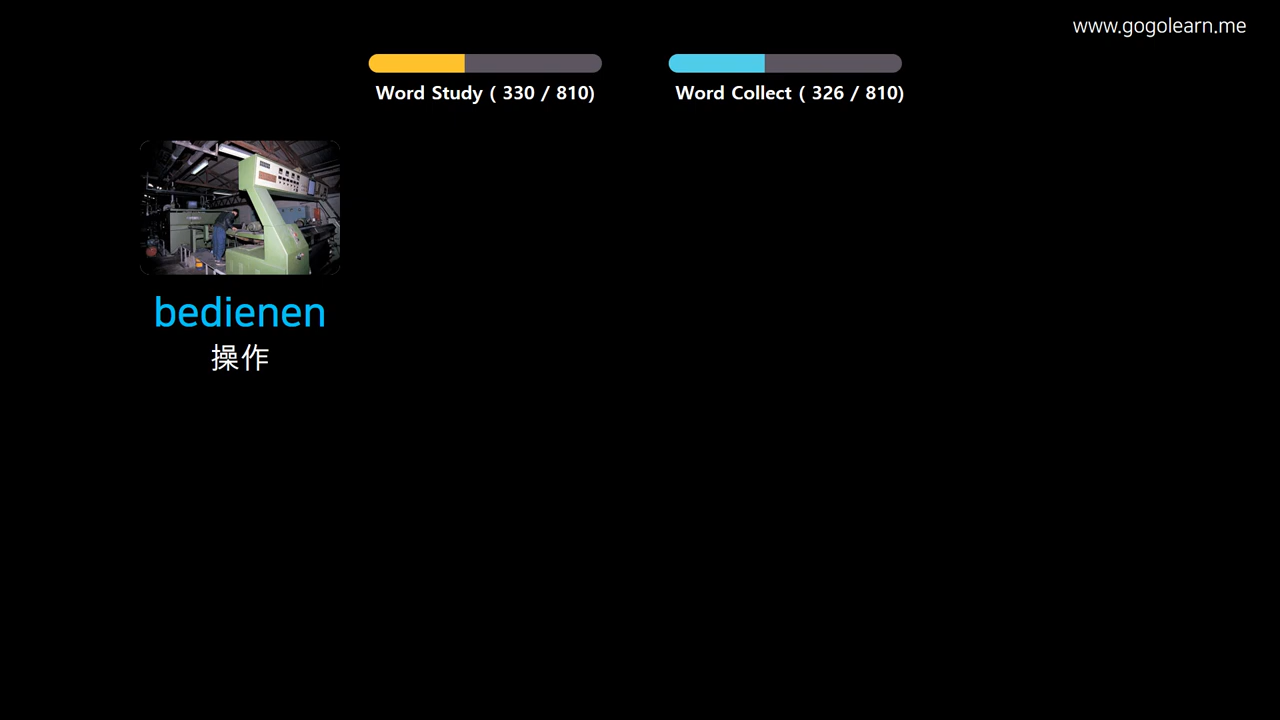 www.gogolearn.me
Word Study ( 330 / 810)
Word Collect ( 326 / 810)
bedienen
操作